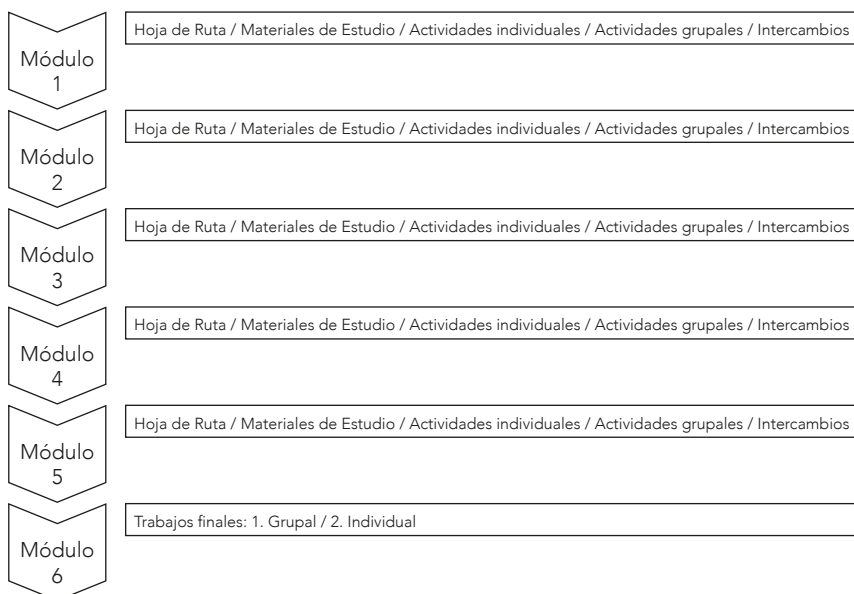 Módulo
1
Hoja de Ruta / Materiales de Estudio / Actividades individuales / Actividades grupales / Intercambios
Módulo
2
Hoja de Ruta / Materiales de Estudio / Actividades individuales / Actividades grupales / Intercambios
Módulo
3
Hoja de Ruta / Materiales de Estudio / Actividades individuales / Actividades grupales / Intercambios
Módulo
4
Hoja de Ruta / Materiales de Estudio / Actividades individuales / Actividades grupales / Intercambios
Módulo
5
Hoja de Ruta / Materiales de Estudio / Actividades individuales / Actividades grupales / Intercambios
Módulo
6
Trabajos finales: 1. Grupal / 2. Individual